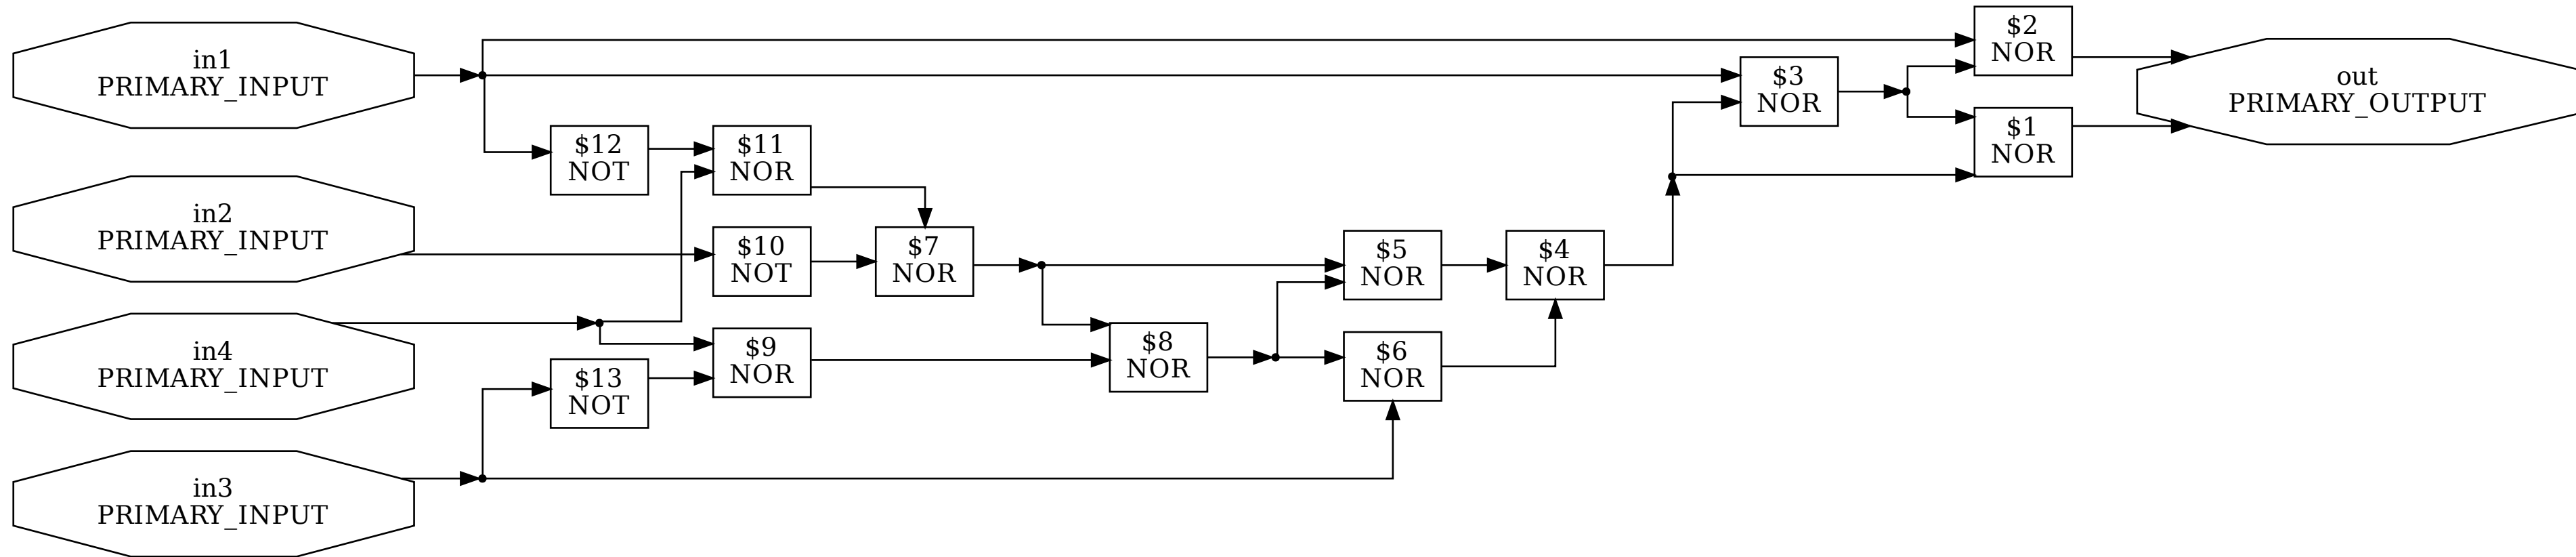 in1
PRIMARY_INPUT
in2
PRIMARY_INPUT
in4
PRIMARY_INPUT
in3
PRIMARY_INPUT
$12
NOT
$13
NOT
$11
NOR
$10
NOT
$9
NOR
$7
NOR
$8
NOR
$5
NOR
$6
NOR
$4
NOR
$3
NOR
$2
NOR
$1
NOR
out
PRIMARY_OUTPUT